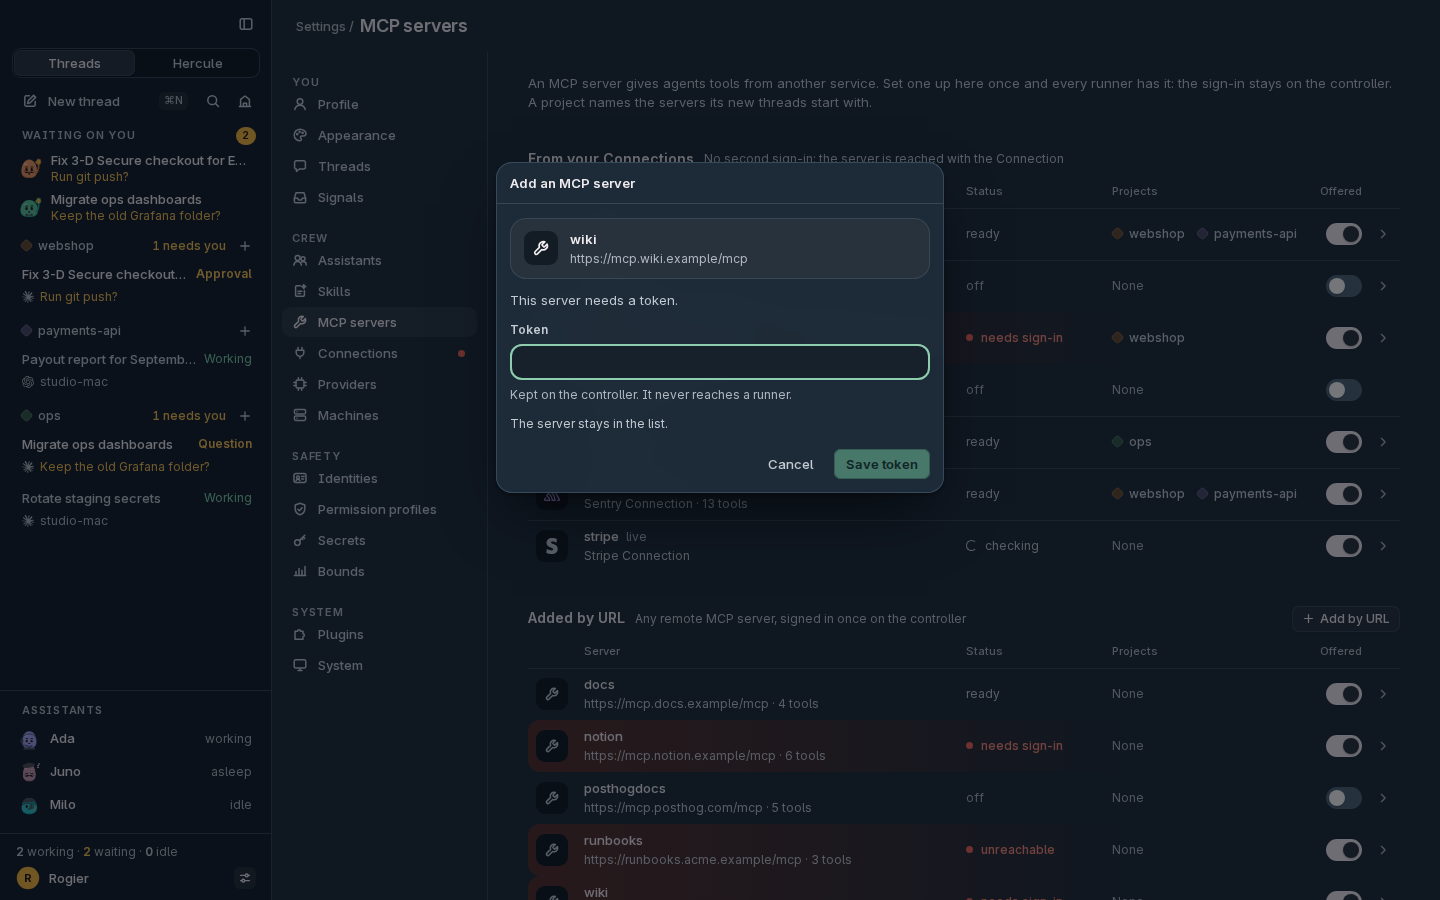 Threads
Hercule
New thread
⌘N
WAITING ON YOU
2
Fix 3-D Secure checkout for E...
Run git push?
Migrate ops dashboards
Keep the old Grafana folder?
webshop
1 needs you
Fix 3-D Secure checkout...
Approval
Run git push?
payments-api
Payout report for Septemb...
Working
studio-mac
ops
1 needs you
Migrate ops dashboards
Question
Keep the old Grafana folder?
Rotate staging secrets
Working
studio-mac
ASSISTANTS
Ada
working
Juno
asleep
Milo
idle
2 working · 2 waiting · 0 idle
R
Rogier
Settings / MCP servers
YOU
Profile
Appearance
Threads
Signals
CREW
Assistants
Skills
MCP servers
Connections
Providers
Machines
SAFETY
Identities
Permission profiles
Secrets
Bounds
SYSTEM
Plugins
System
An MCP server gives agents tools from another service. Set one up here once and every runner has it: the sign-in stays on the controller.
A project names the servers its new threads start with.
From your Connections No second sign-in: the server is reached with the Connection
Status
Projects
Offered
ready
webshop
payments-api
off
None
needs sign-in
webshop
off
None
ready
ops
ready
webshop
payments-api
Sentry Connection · 13 tools
S
stripe live
Stripe Connection
checking
None
Add an MCP server
wiki
https://mcp.wiki.example/mcp
This server needs a token.
Token
Kept on the controller. It never reaches a runner.
The server stays in the list.
Cancel
Save token
Added by URL Any remote MCP server, signed in once on the controller
Add by URL
Server
Status
Projects
Offered
docs
https://mcp.docs.example/mcp · 4 tools
ready
None
notion
https://mcp.notion.example/mcp · 6 tools
needs sign-in
None
posthogdocs
https://mcp.posthog.com/mcp · 5 tools
off
None
runbooks
https://runbooks.acme.example/mcp · 3 tools
unreachable
None
wiki
needs sign-in
None